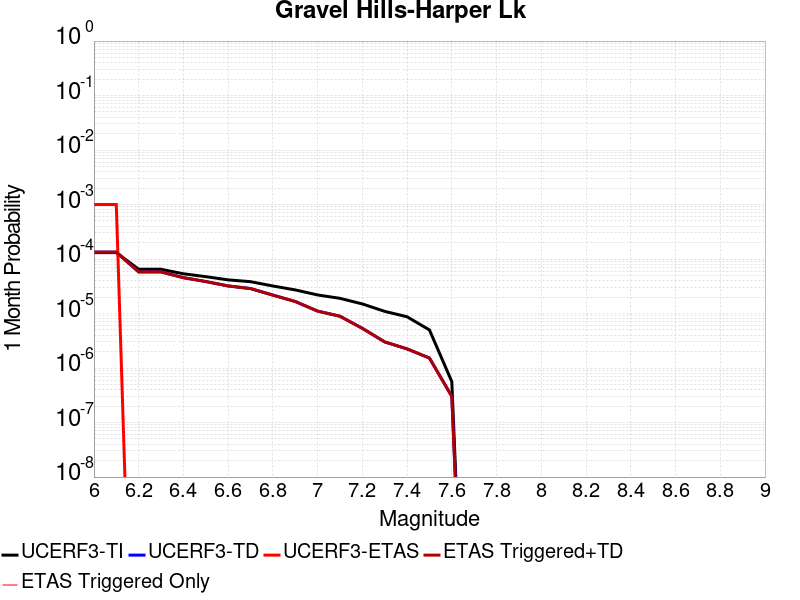 Gravel Hills-Harper Lk
10^0
10^-1
10^-2
10^-3
10^-4
10^-5
10^-6
10^-7
10^-8
1 Month Probability
6 6.2 6.4 6.6 6.8 7 7.2 7.4 7.6 7.8 8 8.2 8.4 8.6 8.8 9
Magnitude
UCERF3-TI UCERF3-TD UCERF3-ETAS ETAS Triggered+TD
ETAS Triggered Only